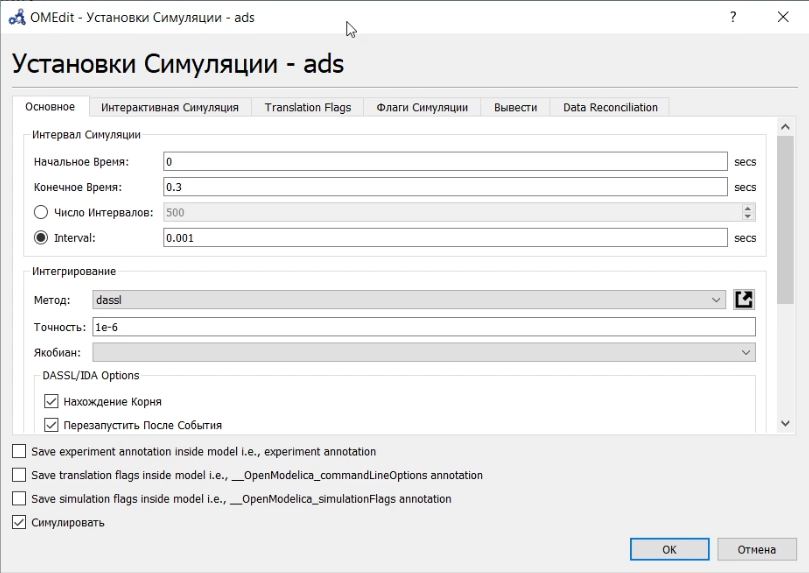 OMEdit - Установки Симуляции - ads
Установки Симуляции - ads
Основное Интерактивная Симуляция Translation Flags Флаги Симуляции Вывести Data Reconciliation
Интервал Симуляции
Начальное Время: 0 secs
Конечное Время: 0.3 secs
Число Интервалов: 500
Interval: 0.001 secs
Интегрирование
Метод: dassl
Точность: 1e-6
Якобиан:
DASSL/IDA Options
Нахождение Корня
Перезапустить После События
Save experiment annotation inside model i.e., experiment annotation
Save translation flags inside model i.e., __OpenModelica_commandLineOptions annotation
Save simulation flags inside model i.e., __OpenModelica_simulationFlags annotation
Симулировать
OK Отмена